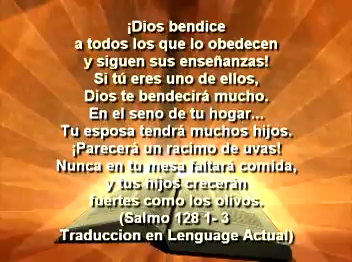 ¡Dios bendice
a todos los que lo obedecen
y siguen sus enseñanzas!
Si tú eres uno de ellos,
Dios te bendecirá mucho.
En el seno de tu hogar...
Tu esposa tendrá muchos hijos.
¡Parecerá un racimo de uvas!
Nunca en tu mesa faltará comida,
y tus hijos crecerán
fuertes como los olivos.
(Salmo 128 1- 3
Traduccion en Lenguage Actual)